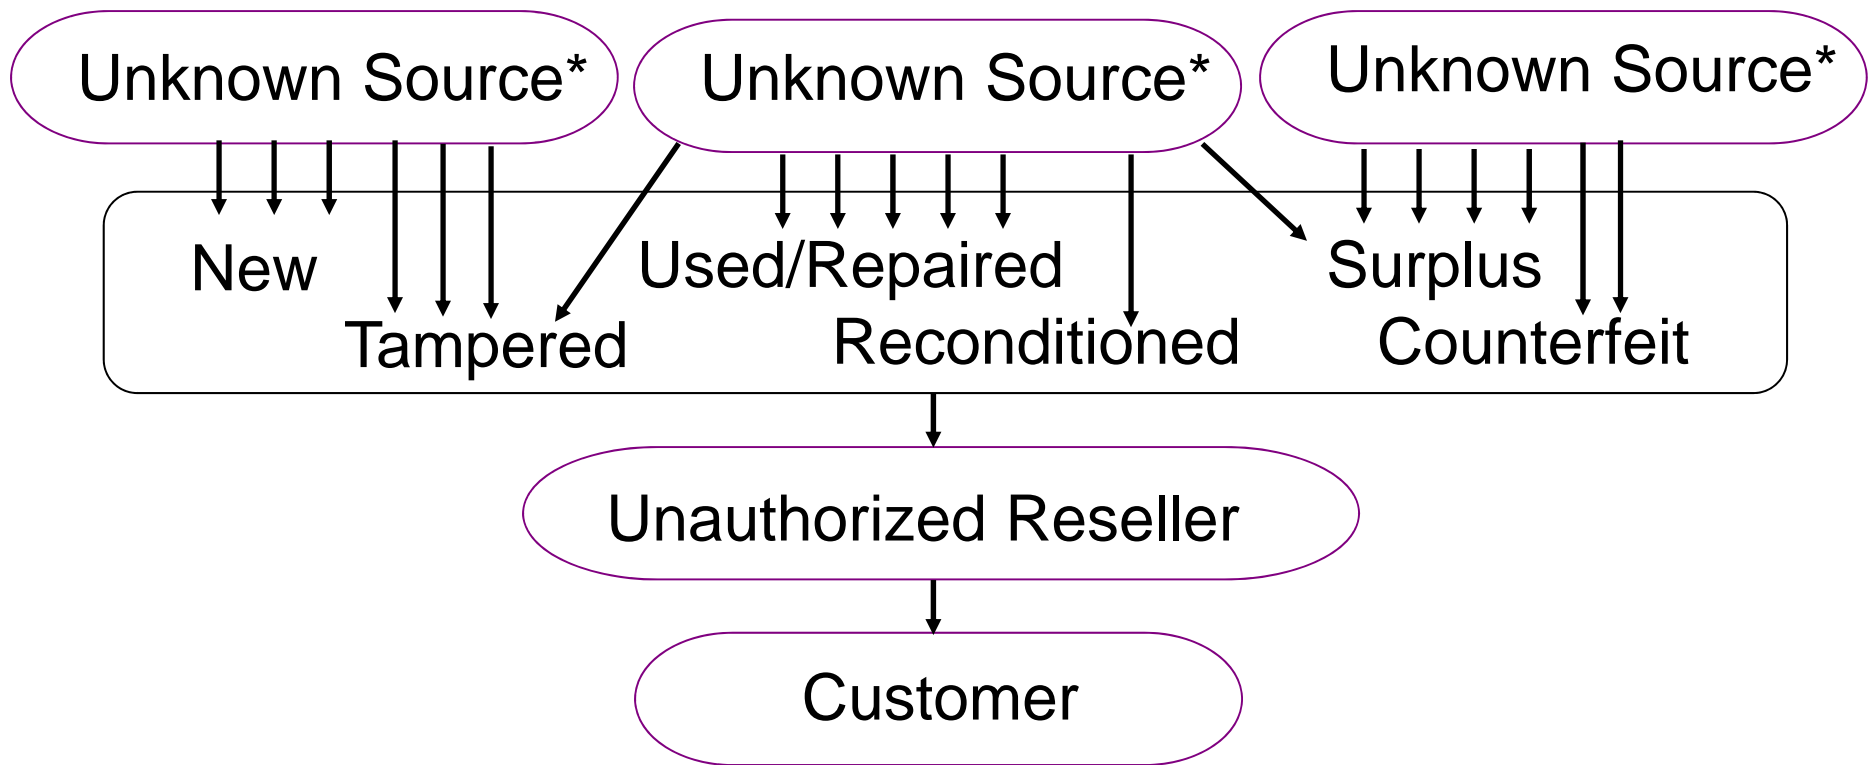 Unknown Source*
Unknown Source*
Unknown Source*
New
Used/Repaired
Surplus
Tampered
Reconditioned
Counterfeit
Unauthorized Reseller
Customer